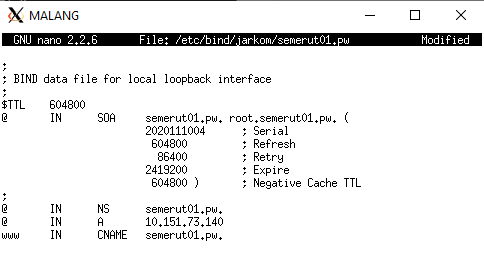 MALANG
GNU nano 2.2.6 File: /etc/bind/jarkom/semerut01.pw Modified
;
; BIND data file for local loopback interface
;
$TTL 604800
@ IN SOA semerut01.pw. root.semerut01.pw. (
2020111004 ; Serial
604800 ; Refresh
86400 ; Retry
2419200 ; Expire
604800 ) ; Negative Cache TTL
;
@ IN NS semerut01.pw.
@ IN A 10.151.73.140
www IN CNAME semerut01.pw.